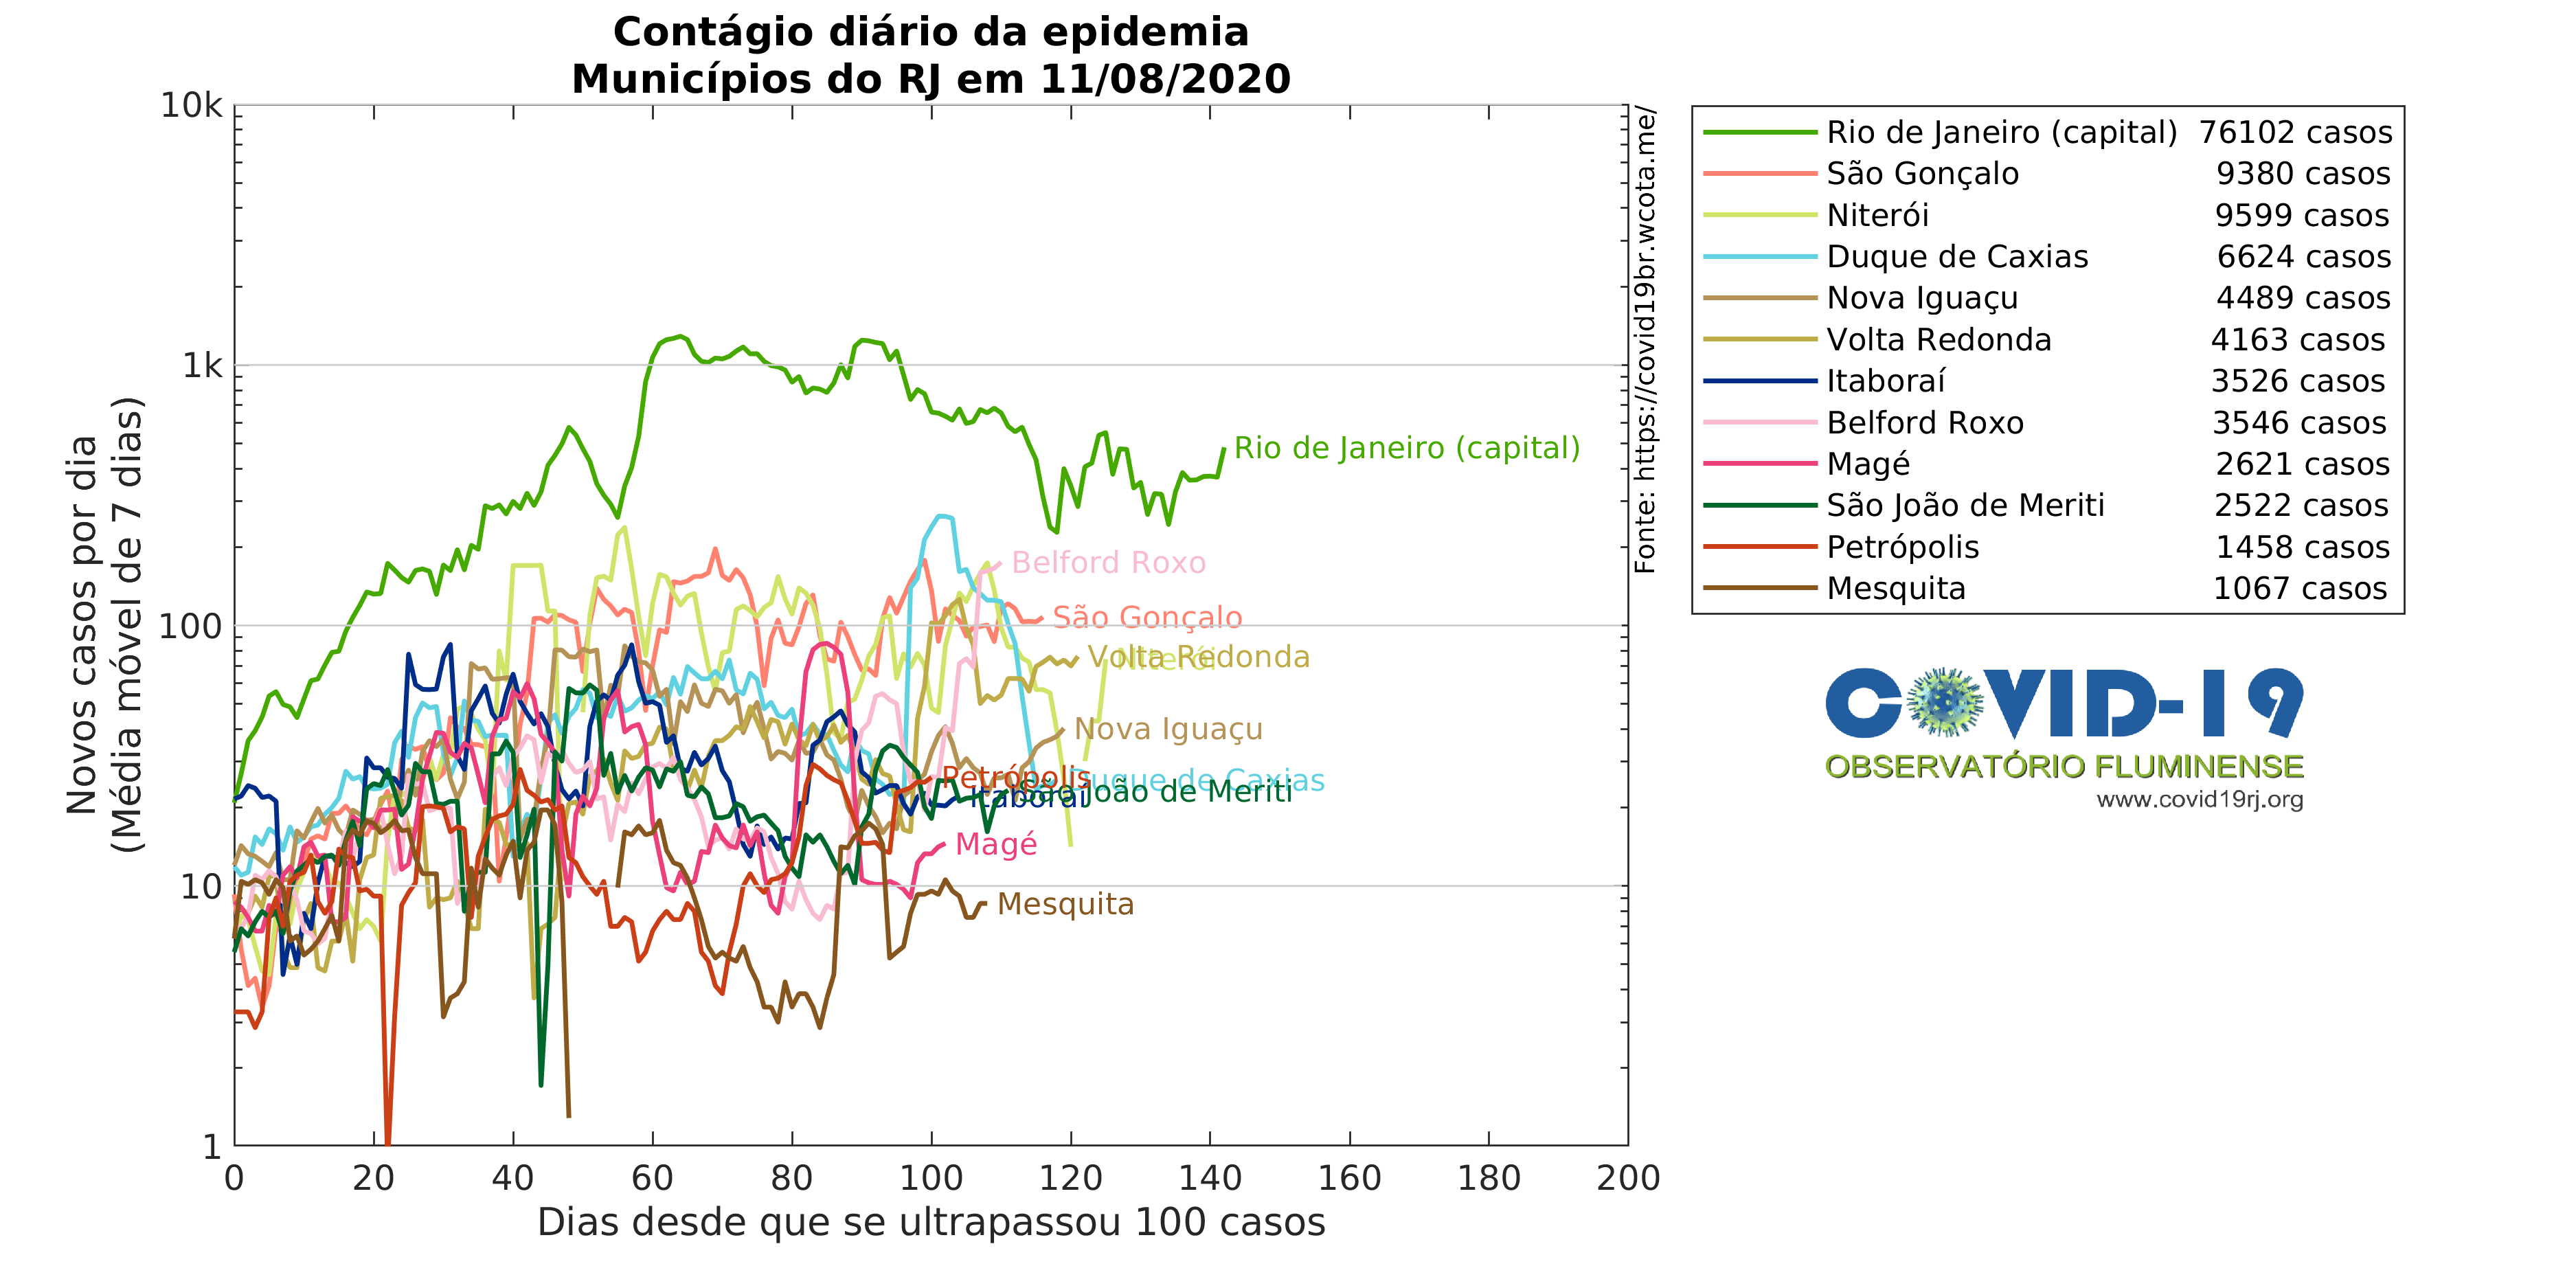 Contágio diário da epidemia
Municípios do RJ em 11/08/2020
10k
1k
100
10
1
Novos casos por dia
(Média móvel de 7 dias)
0 20 40 60 80 100 120 140 160 180 200
Dias desde que se ultrapassou 100 casos
Rio de Janeiro (capital)
Belford Roxo
São Gonçalo
Volta Redonda
Niterói
Nova Iguaçu
Petrópolis
Duque de Caxias
Itaboraí
São João de Meriti
Magé
Mesquita
Fonte: https://covid19br.wcota.me/
Rio de Janeiro (capital) 76102 casos
São Gonçalo 9380 casos
Niterói 9599 casos
Duque de Caxias 6624 casos
Nova Iguaçu 4489 casos
Volta Redonda 4163 casos
Itaboraí 3526 casos
Belford Roxo 3546 casos
Magé 2621 casos
São João de Meriti 2522 casos
Petrópolis 1458 casos
Mesquita 1067 casos
COVID-19
OBSERVATÓRIO FLUMINENSE
www.covid19rj.org